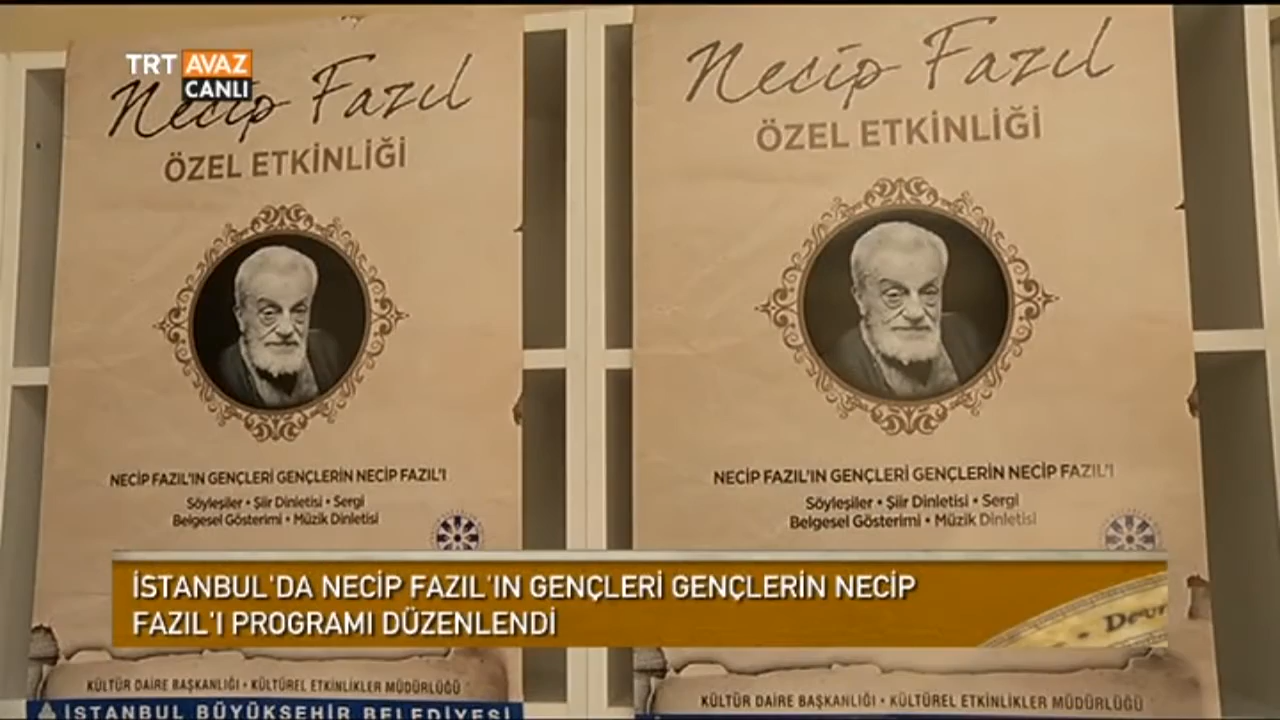 TRT AVAZ
CANLI
Necip Fazıl
ÖZEL ETKİNLİĞİ
NECİP FAZIL'IN GENÇLERİ GENÇLERİN NECİP FAZIL'I
Söyleşiler • Şiir Dinletisi • Sergi
Belgesel Gösterimi • Müzik Dinletisi
KÜLTÜR DAİRE BAŞKANLIĞI • KÜLTÜREL ETKİNLİKLER MÜDÜRLÜĞÜ
İSTANBUL BÜYÜKŞEHİR BELEDİYESİ
Necip Fazıl
ÖZEL ETKİNLİĞİ
NECİP FAZIL'IN GENÇLERİ GENÇLERİN NECİP FAZIL'I
Söyleşiler • Şiir Dinletisi • Sergi
Belgesel Gösterimi • Müzik Dinletisi
KÜLTÜR DAİRE BAŞKANLIĞI • KÜLTÜREL ETKİNLİKLER MÜDÜRLÜĞÜ
İSTANBUL'DA NECİP FAZIL'IN GENÇLERİ GENÇLERİN NECİP
FAZIL'I PROGRAMI DÜZENLENDİ